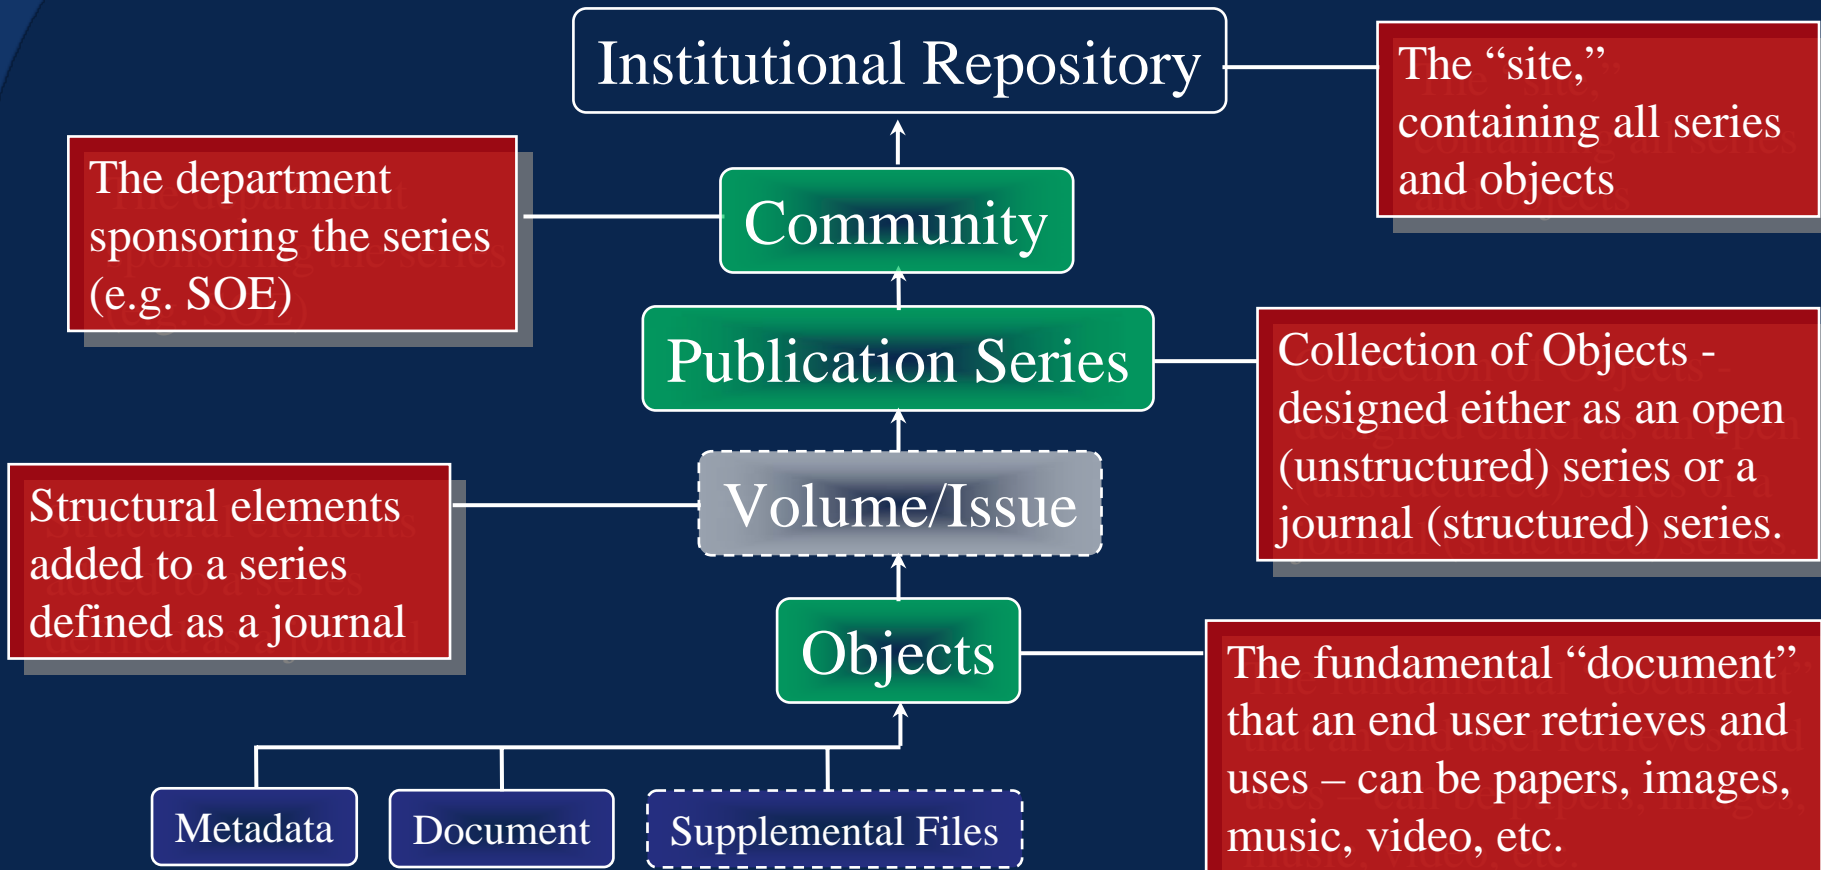 Institutional Repository
The “site,”
containing all series
and objects
The department
sponsoring the series
(e.g. SOE)
Community
Publication Series
Collection of Objects -
designed either as an open
(unstructured) series or a
journal (structured) series.
Structural elements
added to a series
defined as a journal
Volume/Issue
Objects
The fundamental “document”
that an end user retrieves and
uses – can be papers, images,
music, video, etc.
Metadata
Document
Supplemental Files